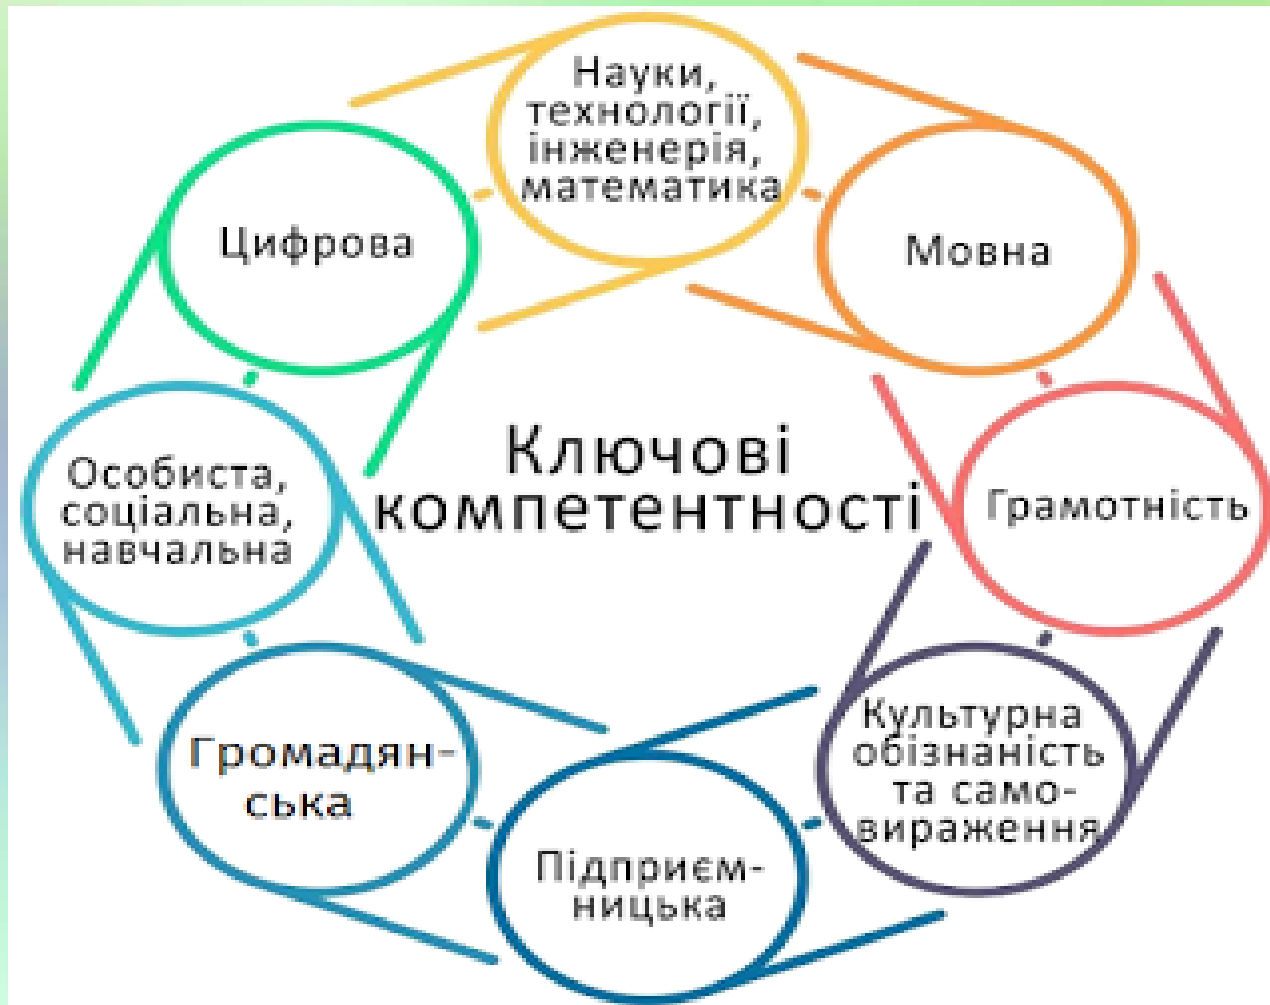 Науки,
технології,
інженерія,
математика
Цифрова
Мовна
Ключові
компетентності
Особиста,
соціальна,
навчальна
Грамотність
Громадян-
ська
Культурна
обізнаність
та само-
вираження
Підприєм-
ницька